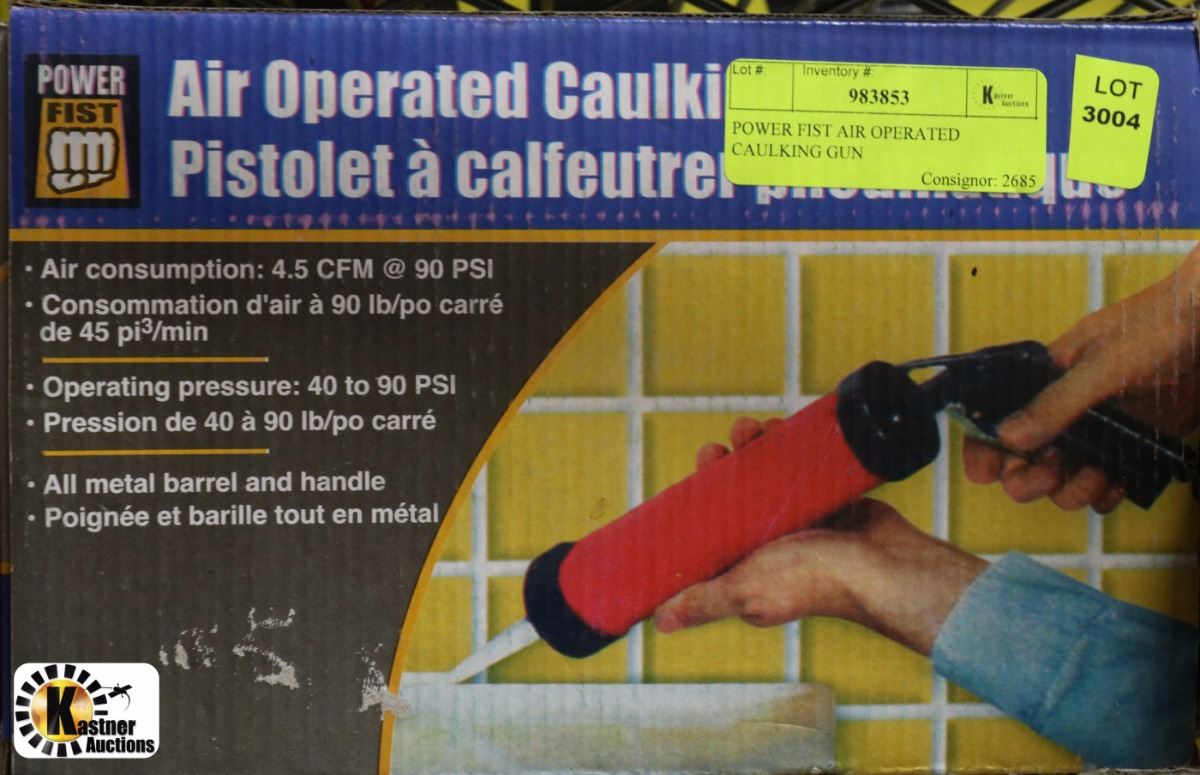 POWER
FIST
Air Operated Caulki
Pistolet à calfeutrer
Lot #:
Inventory #:
983853
Kastner
Auctions
POWER FIST AIR OPERATED
CAULKING GUN
Consignor: 2685
LOT
3004
• Air consumption: 4.5 CFM @ 90 PSI
• Consommation d'air à 90 lb/po carré
de 45 pi³/min
• Operating pressure: 40 to 90 PSI
• Pression de 40 à 90 lb/po carré
• All metal barrel and handle
• Poignée et barille tout en métal
Kastner
Auctions